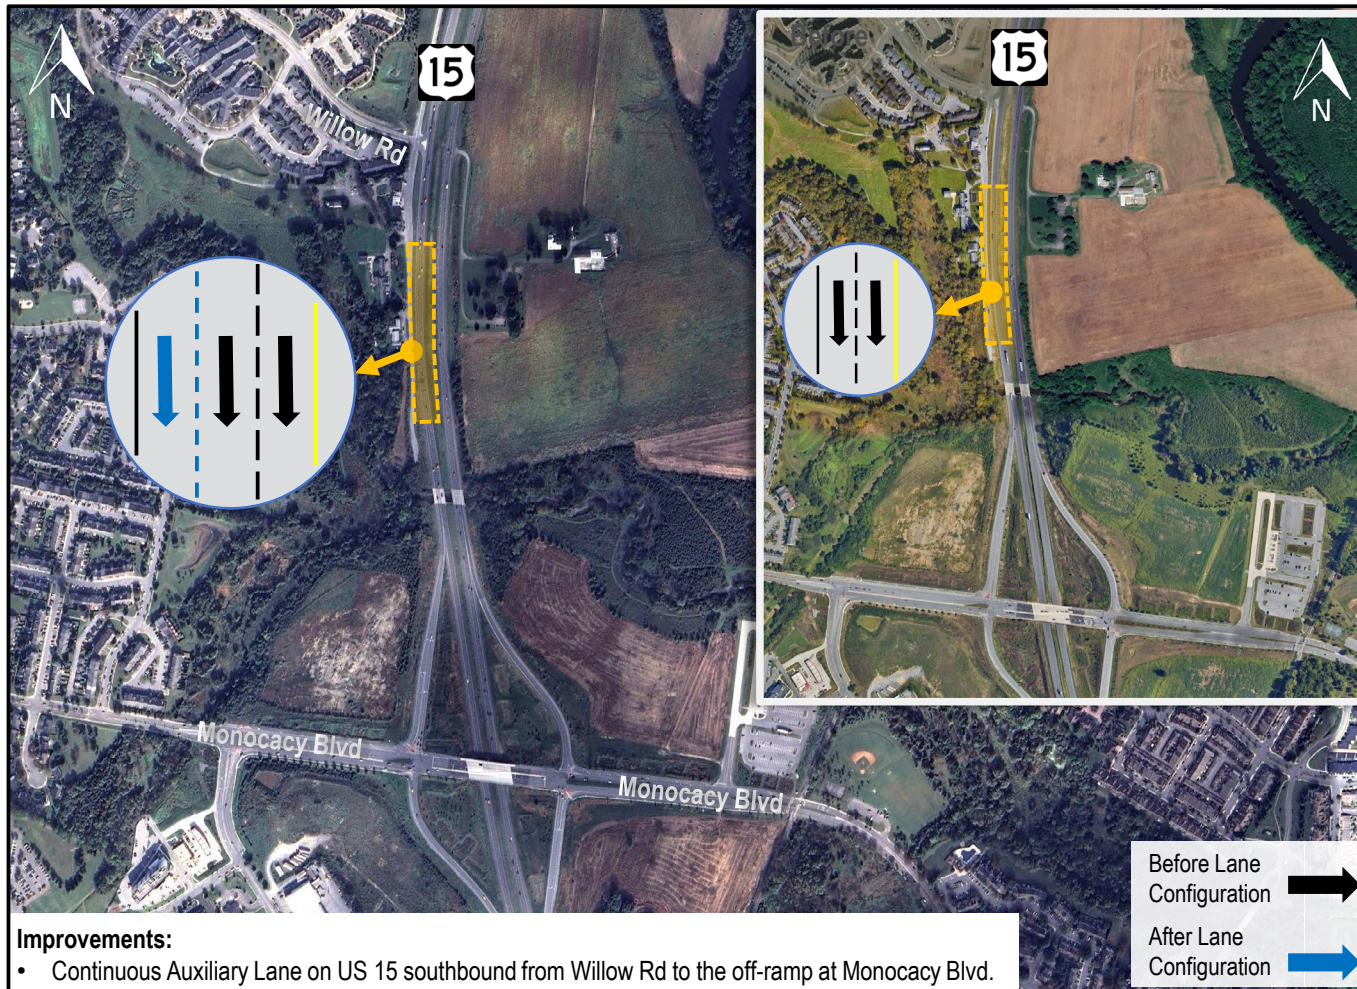 15
N
Willow Rd
Before
15
N
Monocacy Blvd
Monocacy Blvd
Before Lane
Configuration
After Lane
Configuration
Improvements:
• Continuous Auxiliary Lane on US 15 southbound from Willow Rd to the off-ramp at Monocacy Blvd.